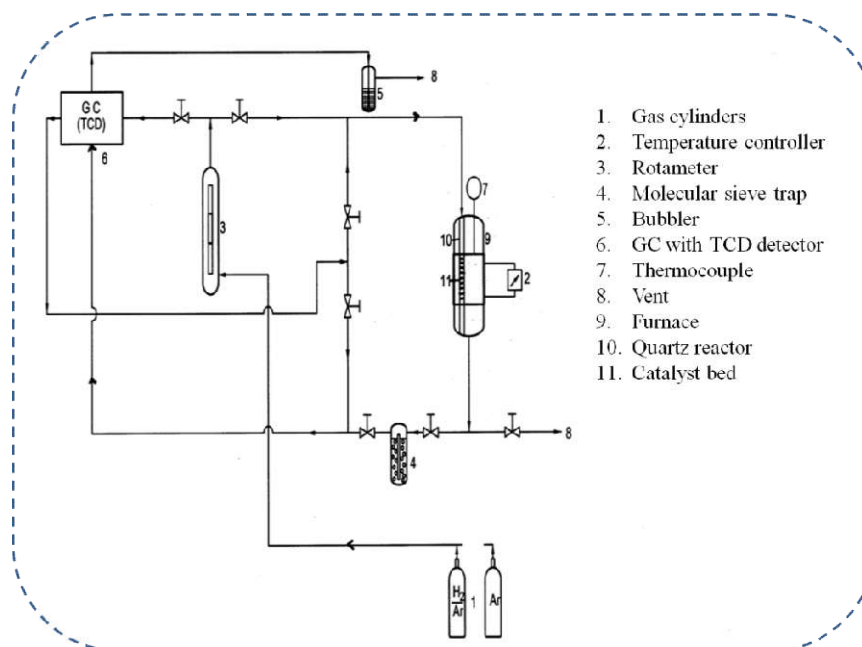 8
5
GC
(TCD)
6
7
3
10
9
11
2
8
4
H2
Ar
1
Ar
1. Gas cylinders
2. Temperature controller
3. Rotameter
4. Molecular sieve trap
5. Bubbler
6. GC with TCD detector
7. Thermocouple
8. Vent
9. Furnace
10. Quartz reactor
11. Catalyst bed